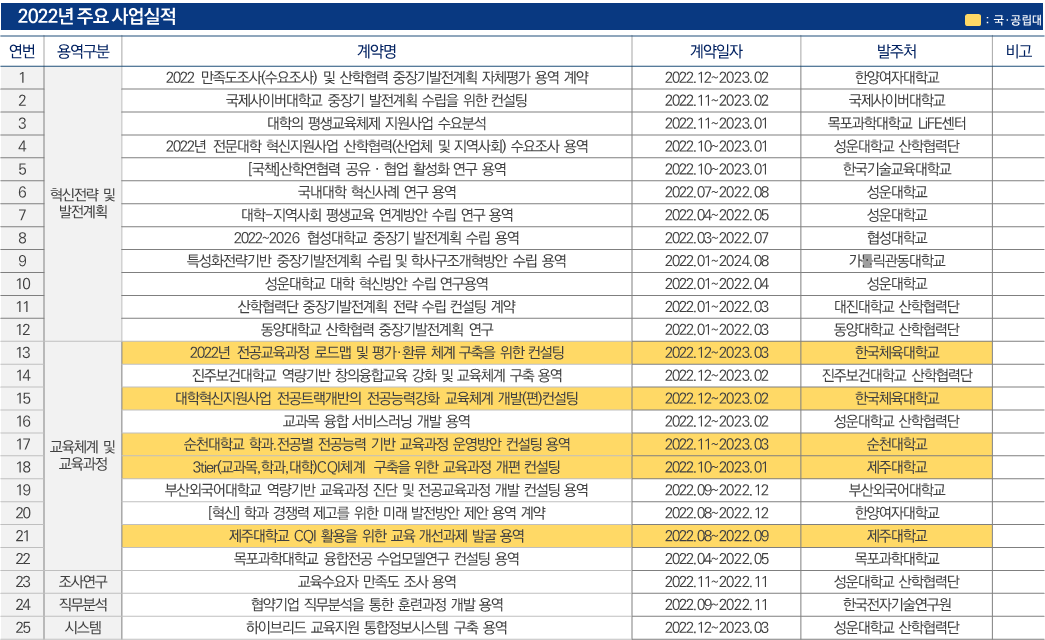 2022년 주요 사업실적
: 국·공립대
연번 용역구분 계약명 계약일자 발주처 비고
1 2022 만족도조사(수요조사) 및 산학협력 중장기발전계획 자체평가 용역 계약 2022.12~2023.02 한양여자대학교
2 국제사이버대학교 중장기 발전계획 수립을 위한 컨설팅 2022.11~2023.02 국제사이버대학교
3 대학의 평생교육체제 지원사업 수요분석 2022.11~2023.01 목포과학대학교 LiFE센터
4 2022년 전문대학 혁신지원사업 산학협력(산업체 및 지역사회) 수요조사 용역 2022.10~2023.01 성운대학교 산학협력단
5 [국책]산학연협력 공유·협업 활성화 연구 용역 2022.10~2023.01 한국기술교육대학교
6 국내대학 혁신사례 연구 용역 2022.07~2022.08 성운대학교
혁신전략 및
발전계획
7 대학-지역사회 평생교육 연계방안 수립 연구 용역 2022.04~2022.05 성운대학교
8 2022~2026 협성대학교 중장기 발전계획 수립 용역 2022.03~2022.07 협성대학교
9 특성화전략기반 중장기발전계획 수립 및 학사구조개혁방안 수립 용역 2022.01~2024.08 가톨릭관동대학교
10 성운대학교 대학 혁신방안 수립 연구용역 2022.01~2022.04 성운대학교
11 산학협력단 중장기발전계획 전략 수립 컨설팅 계약 2022.01~2022.03 대진대학교 산학협력단
12 동양대학교 산학협력 중장기발전계획 연구 2022.01~2022.03 동양대학교 산학협력단
13 2022년 전공교육과정 로드맵 및 평가·환류 체계 구축을 위한 컨설팅 2022.12~2023.03 한국체육대학교
14 진주보건대학교 역량기반 창의융합교육 강화 및 교육체계 구축 용역 2022.12~2023.02 진주보건대학교 산학협력단
15 대학혁신지원사업 전공트랙개반의 전공능력강화 교육체계 개발(편)컨설팅 2022.12~2023.02 한국체육대학교
16 교과목 융합 서비스러닝 개발 용역 2022.12~2023.02 성운대학교 산학협력단
17 순천대학교 학과.전공별 전공능력 기반 교육과정 운영방안 컨설팅 용역 2022.11~2023.03 순천대학교
교육체계 및
교육과정
18 3tier(교과목,학과,대학)CQI체계 구축을 위한 교육과정 개편 컨설팅 2022.10~2023.01 제주대학교
19 부산외국어대학교 역량기반 교육과정 진단 및 전공교육과정 개발 컨설팅 용역 2022.09~2022.12 부산외국어대학교
20 [혁신] 학과 경쟁력 제고를 위한 미래 발전방안 제안 용역 계약 2022.08~2022.12 한양여자대학교
21 제주대학교 CQI 활용을 위한 교육 개선과제 발굴 용역 2022.08~2022.09 제주대학교
22 목포과학대학교 융합전공 수업모델연구 컨설팅 용역 2022.04~2022.05 목포과학대학교
23 조사연구 교육수요자 만족도 조사 용역 2022.11~2022.11 성운대학교 산학협력단
24 직무분석 협약기업 직무분석을 통한 훈련과정 개발 용역 2022.09~2022.11 한국전자기술연구원
25 시스템 하이브리드 교육지원 통합정보시스템 구축 용역 2022.12~2023.03 성운대학교 산학협력단